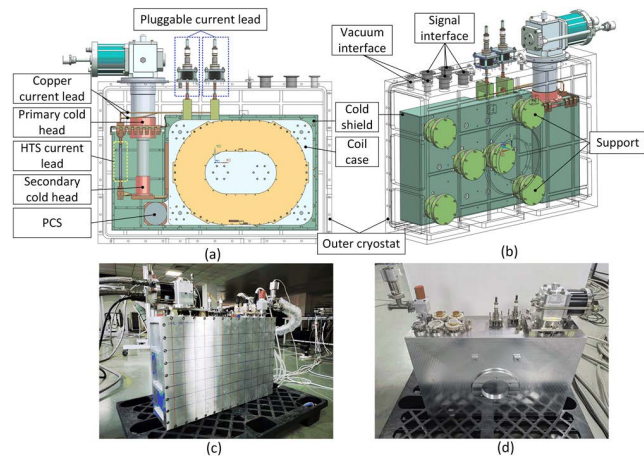 Pluggable current lead
Vacuum
interface
Signal
interface
Copper
current lead
Primary cold
head
HTS current
lead
Secondary
cold head
PCS
Cold
shield
Coil
case
Support
Outer cryostat
(a)
(b)
(c)
(d)